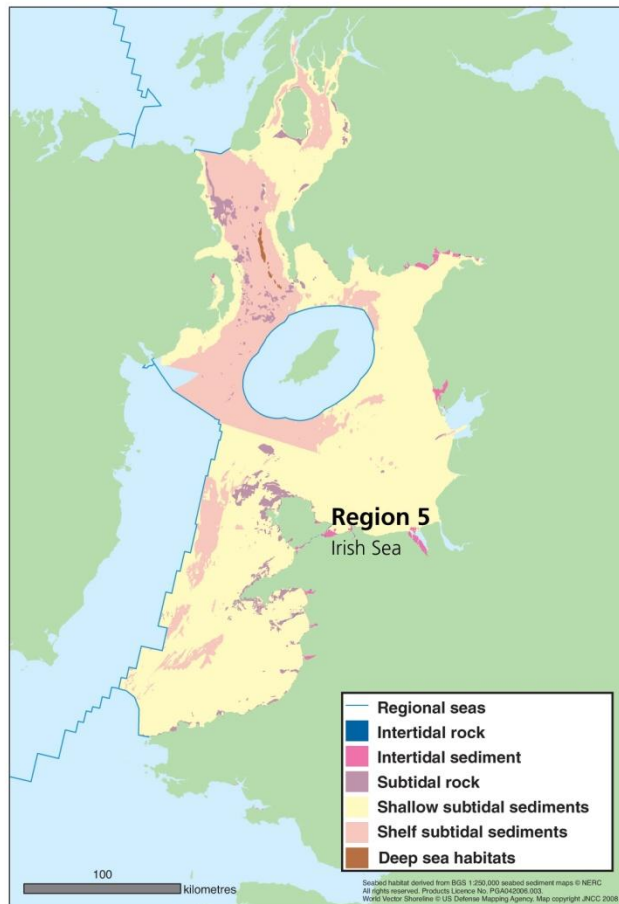 Region 5
Irish Sea
Regional seas
Intertidal rock
Intertidal sediment
Subtidal rock
Shallow subtidal sediments
Shelf subtidal sediments
Deep sea habitats
100
kilometres
Seabed habitat derived from BGS 1:250,000 seabed sediment maps © NERC
All rights reserved. Products Licence No. PGA042006.003.
World Vector Shoreline © US Defense Mapping Agency. Map copyright JNCC 2008